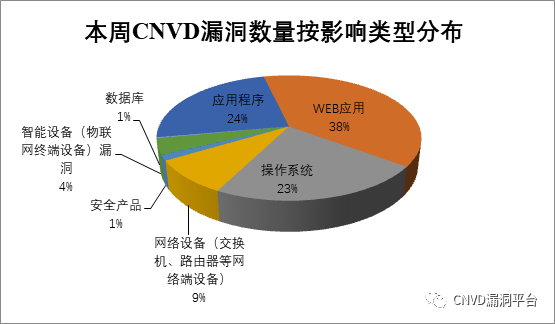 本周CNVD漏洞数量按影响类型分布
数据库
1%
应用程序
24%
WEB应用
38%
智能设备（物联
网终端设备）漏
洞
4%
操作系统
23%
安全产品
1%
网络设备（交换
机、路由器等网
络端设备）
9%
CNVD漏洞平台